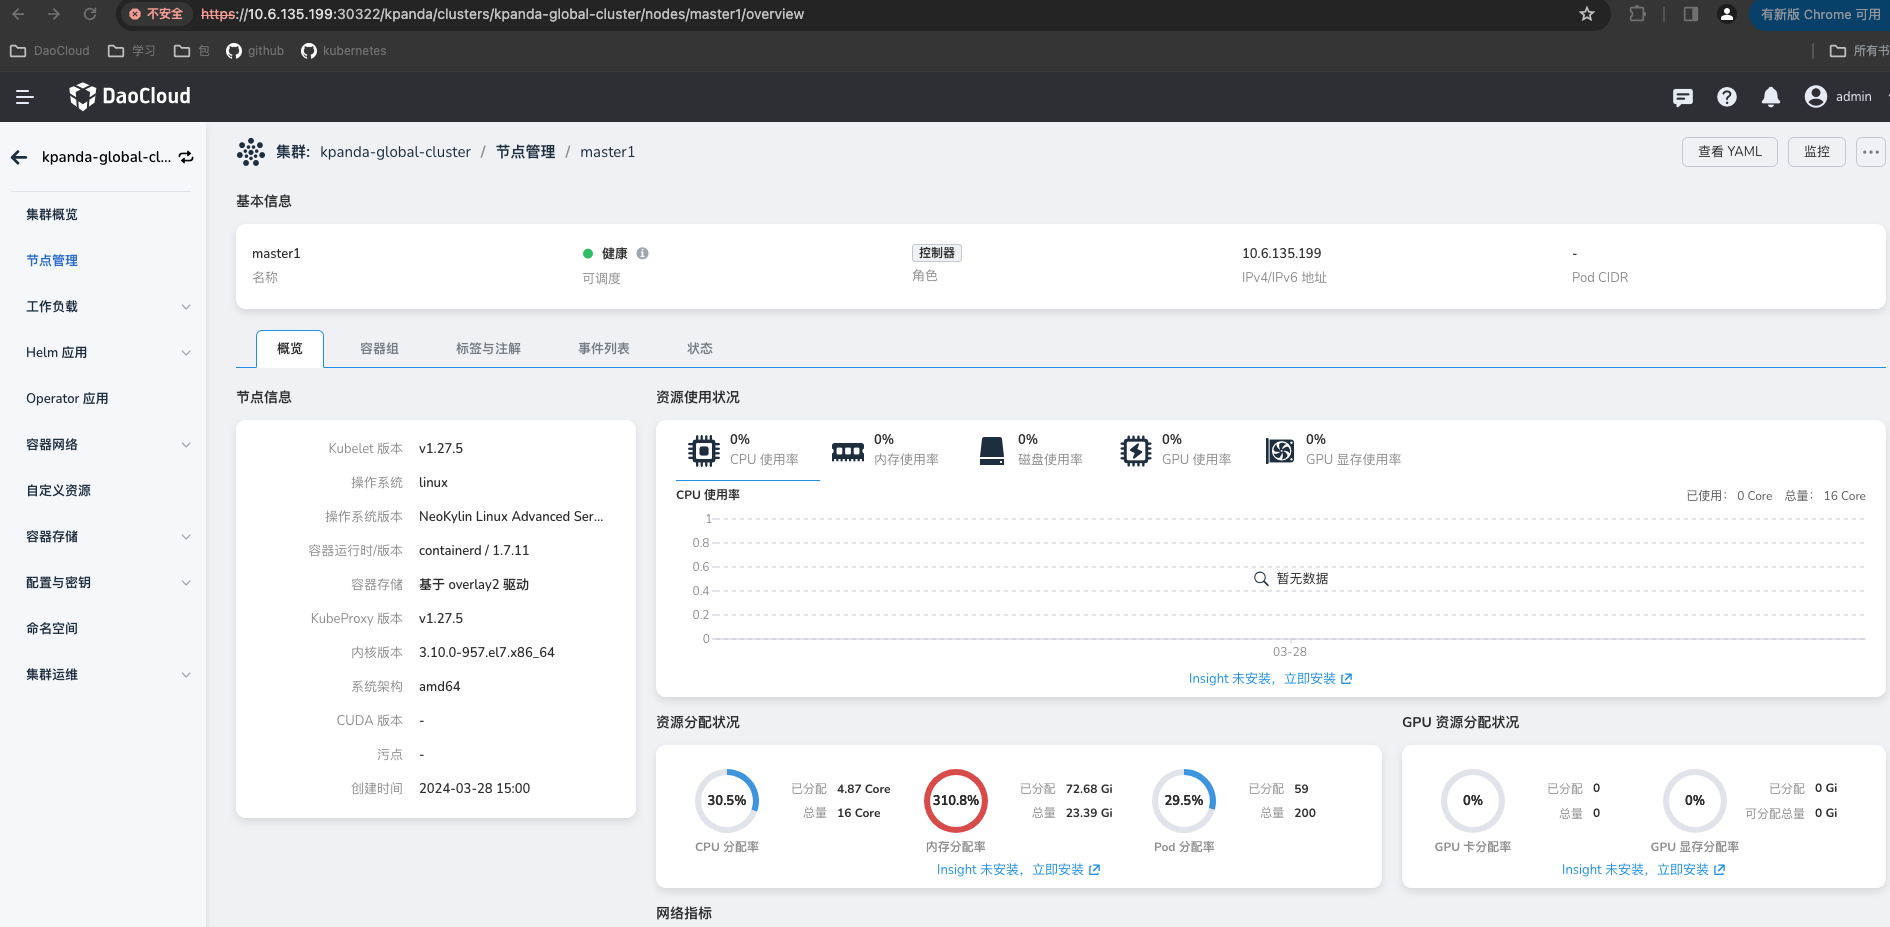 不安全 https://10.6.135.199:30322/kpanda/clusters/kpanda-global-cluster/nodes/master1/overview 有新版 Chrome 可用
DaoCloud 学习 包 github kubernetes 所有书
DaoCloud admin
kpanda-global-cl...
集群概览
节点管理
工作负载
Helm 应用
Operator 应用
容器网络
自定义资源
容器存储
配置与密钥
命名空间
集群运维
集群: kpanda-global-cluster / 节点管理 / master1
查看 YAML 监控
基本信息
master1 健康 控制器 10.6.135.199 -
名称 可调度 角色 IPv4/IPv6 地址 Pod CIDR
概览 容器组 标签与注解 事件列表 状态
节点信息
Kubelet 版本 v1.27.5
操作系统 linux
操作系统版本 NeoKylin Linux Advanced Ser...
容器运行时/版本 containerd / 1.7.11
容器存储 基于 overlay2 驱动
KubeProxy 版本 v1.27.5
内核版本 3.10.0-957.el7.x86_64
系统架构 amd64
CUDA 版本 -
污点 -
创建时间 2024-03-28 15:00
资源使用状况
0% 0% 0% 0% 0%
CPU 使用率 内存使用率 磁盘使用率 GPU 使用率 GPU 显存使用率
CPU 使用率 已使用: 0 Core 总量: 16 Core
1
0.8
0.6
暂无数据
0.4
0.2
0
03-28
Insight 未安装，立即安装
资源分配状况
30.5% 已分配 4.87 Core 总量 16 Core
CPU 分配率
310.8% 已分配 72.68 Gi 总量 23.39 Gi
内存分配率
29.5% 已分配 59 总量 200
Pod 分配率
Insight 未安装，立即安装
GPU 资源分配状况
0% 已分配 0 总量 0
GPU 卡分配率
0% 已分配 0 Gi 可分配总量 0 Gi
GPU 显存分配率
Insight 未安装，立即安装
网络指标